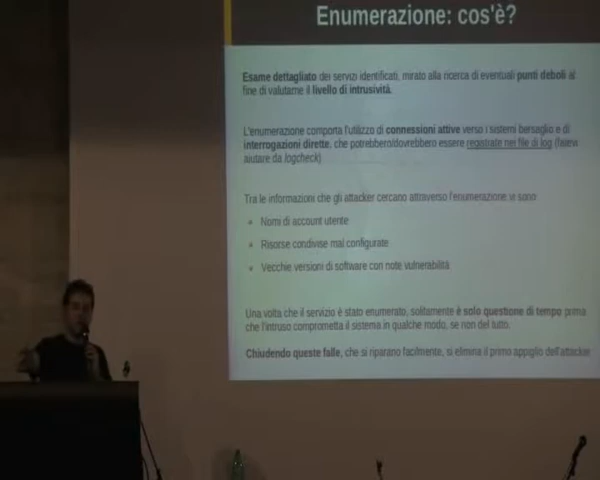 Enumerazione: cos'è?
Esame dettagliato dei servizi identificati, mirato alla ricerca di eventuali punti deboli al
fine di valutarne il livello di intrusività.
L'enumerazione comporta l'utilizzo di connessioni attive verso i sistemi bersaglio e di
interrogazioni dirette, che potrebbero/dovrebbero essere registrate nei file di log (fatevi
aiutare da logcheck)
Tra le informazioni che gli attacker cercano attraverso l'enumerazione vi sono
Nomi di account utente
Risorse condivise mal configurate
Vecchie versioni di software con note vulnerabilità
Una volta che il servizio è stato enumerato, solitamente è solo questione di tempo prima
che l'intruso comprometta il sistema in qualche modo, se non del tutto.
Chiudendo queste falle, che si riparano facilmente, si elimina il primo appiglio dell'attacker